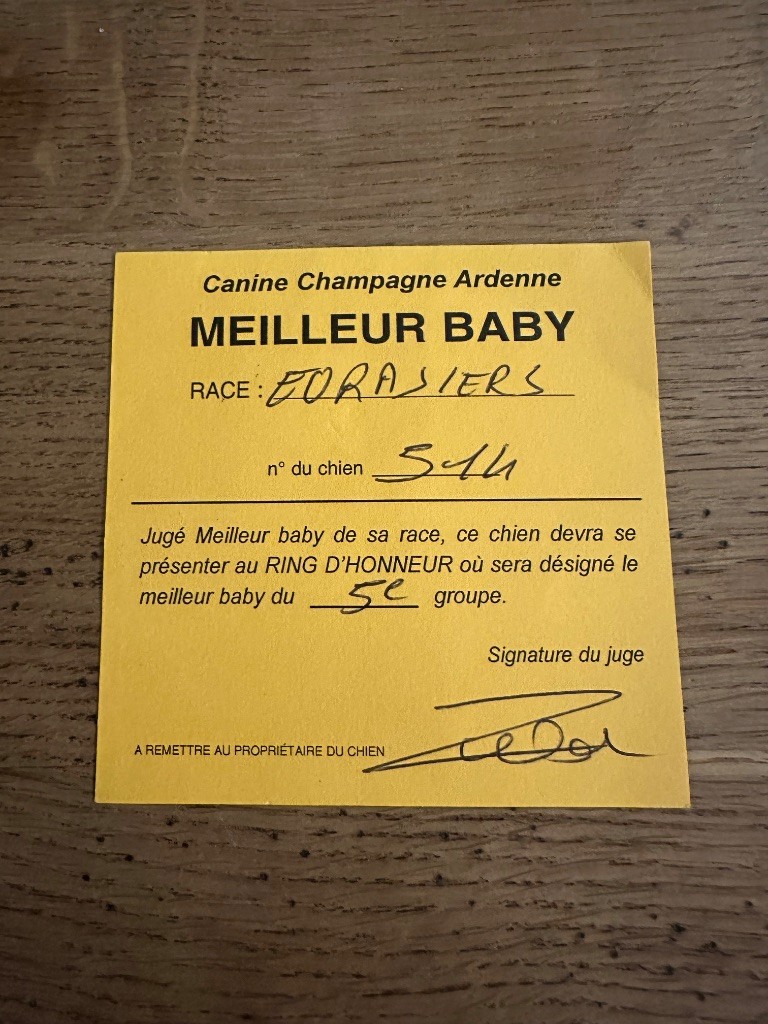 Canine Champagne Ardenne
MEILLEUR BABY
RACE : EURASIERS
n° du chien 514
Jugé Meilleur baby de sa race, ce chien devra se
présenter au RING D'HONNEUR où sera désigné le
meilleur baby du 5e groupe.
Signature du juge
A REMETTRE AU PROPRIÉTAIRE DU CHIEN